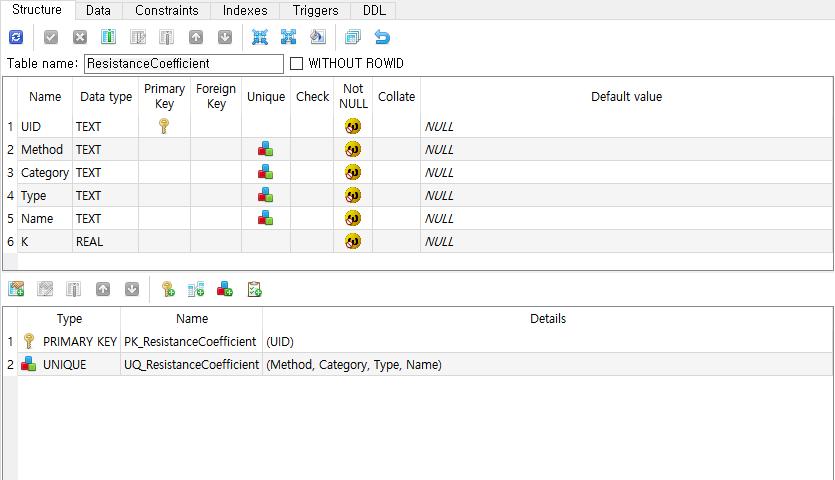 Structure Data Constraints Indexes Triggers DDL
Table name: ResistanceCoefficient WITHOUT ROWID
Name Data type Primary Key Foreign Key Unique Check Not NULL Collate Default value
1 UID TEXT NULL
2 Method TEXT NULL
3 Category TEXT NULL
4 Type TEXT NULL
5 Name TEXT NULL
6 K REAL NULL
Type Name Details
1 PRIMARY KEY PK_ResistanceCoefficient (UID)
2 UNIQUE UQ_ResistanceCoefficient (Method, Category, Type, Name)